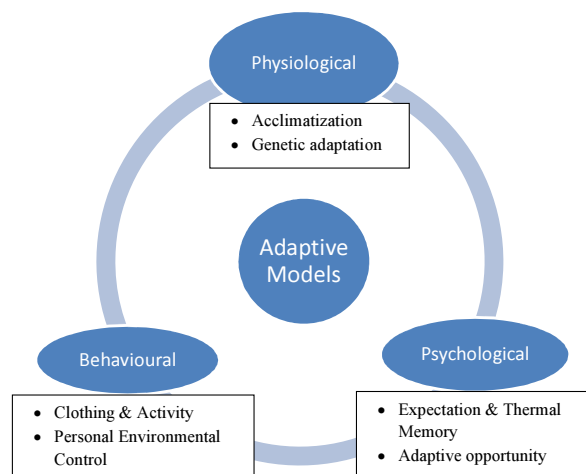 Physiological
• Acclimatization
• Genetic adaptation
Adaptive
Models
Behavioural
• Clothing & Activity
• Personal Environmental
Control
Psychological
• Expectation & Thermal
Memory
• Adaptive opportunity